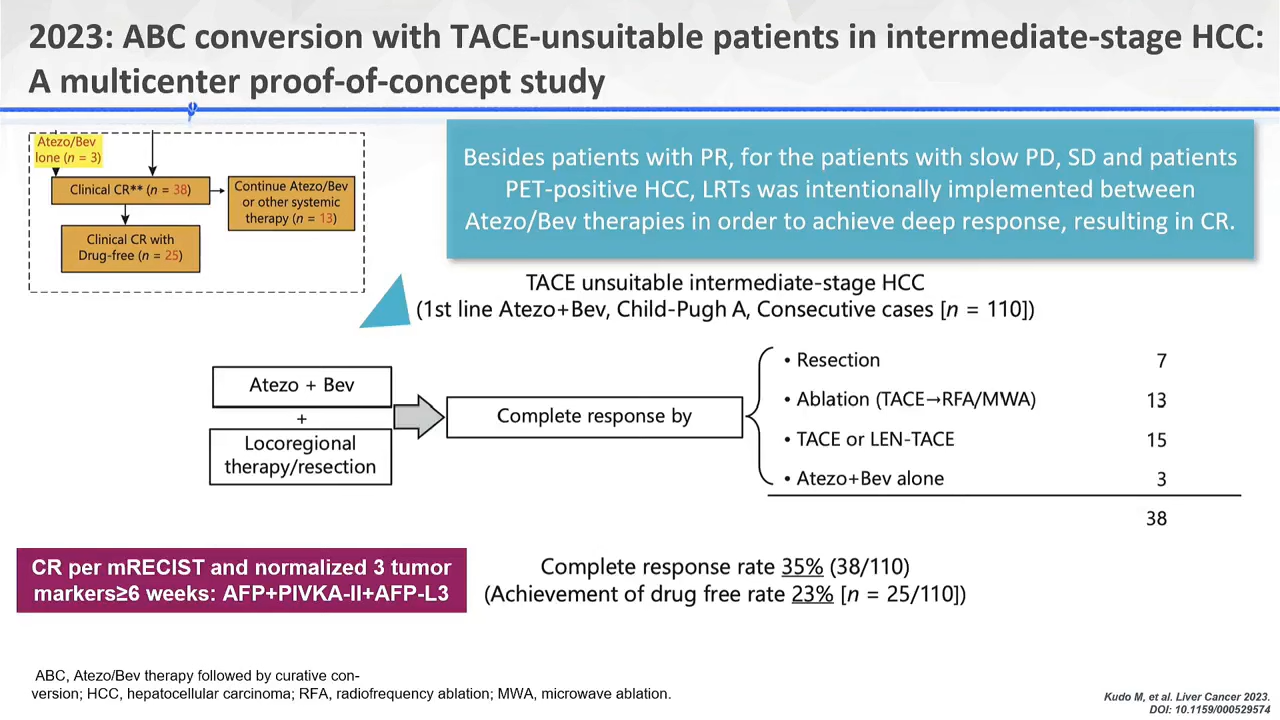 2023: ABC conversion with TACE-unsuitable patients in intermediate-stage HCC:
A multicenter proof-of-concept study
Atezo/Bev
lone (n = 3)
Clinical CR** (n = 38)
Continue Atezo/Bev
or other systemic
therapy (n = 13)
Clinical CR with
Drug-free (n = 25)
Besides patients with PR, for the patients with slow PD, SD and patients
PET-positive HCC, LRTs was intentionally implemented between
Atezo/Bev therapies in order to achieve deep response, resulting in CR.
TACE unsuitable intermediate-stage HCC
(1st line Atezo+Bev, Child-Pugh A, Consecutive cases [n = 110])
Atezo + Bev
+
Locoregional
therapy/resection
Complete response by
• Resection 7
• Ablation (TACE→RFA/MWA) 13
• TACE or LEN-TACE 15
• Atezo+Bev alone 3
38
CR per mRECIST and normalized 3 tumor
markers≥6 weeks: AFP+PIVKA-II+AFP-L3
Complete response rate 35% (38/110)
(Achievement of drug free rate 23% [n = 25/110])
ABC, Atezo/Bev therapy followed by curative con-
version; HCC, hepatocellular carcinoma; RFA, radiofrequency ablation; MWA, microwave ablation.
Kudo M, et al. Liver Cancer 2023.
DOI: 10.1159/000529574